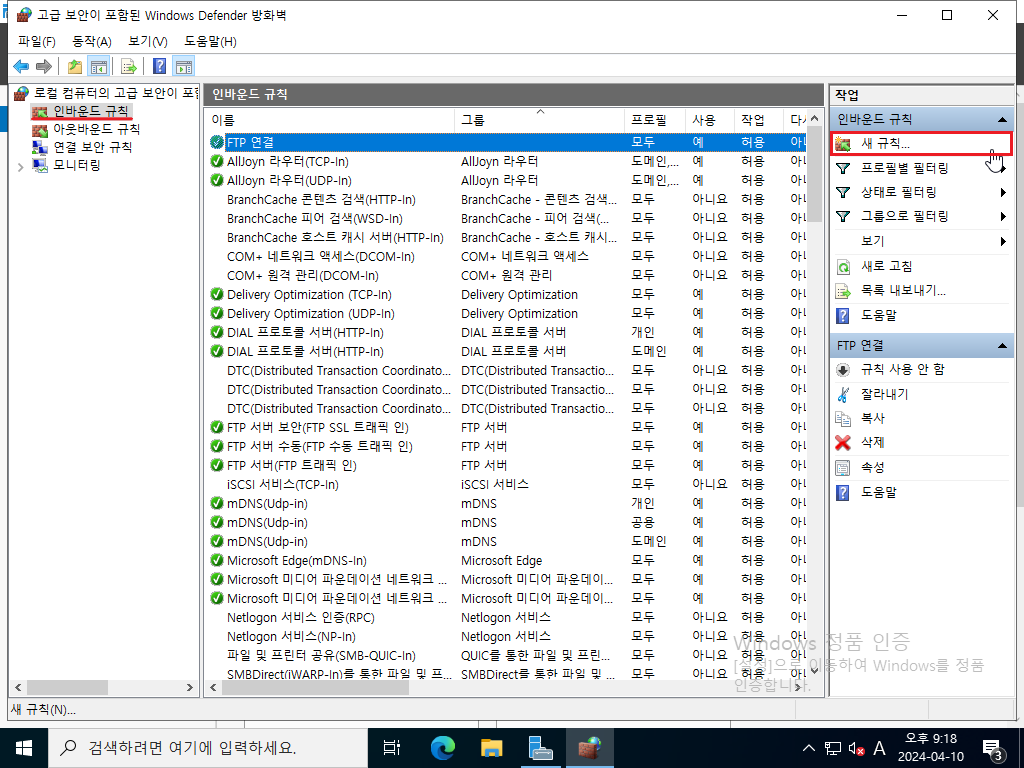 고급 보안이 포함된 Windows Defender 방화벽
파일(F) 동작(A) 보기(V) 도움말(H)
로컬 컴퓨터의 고급 보안이 포함
인바운드 규칙
아웃바운드 규칙
연결 보안 규칙
모니터링
인바운드 규칙
이름 그룹 프로필 사용 작업 다시
FTP 연결 모두 예 허용 아니
AllJoyn 라우터(TCP-In) AllJoyn 라우터 도메인,... 예 허용 아니
AllJoyn 라우터(UDP-In) AllJoyn 라우터 도메인,... 예 허용 아니
BranchCache 콘텐츠 검색(HTTP-In) BranchCache - 콘텐츠 검색... 모두 아니요 허용 아니
BranchCache 피어 검색(WSD-In) BranchCache - 피어 검색(... 모두 아니요 허용 아니
BranchCache 호스트 캐시 서버(HTTP-In) BranchCache - 호스트 캐시... 모두 아니요 허용 아니
COM+ 네트워크 액세스(DCOM-In) COM+ 네트워크 액세스 모두 아니요 허용 아니
COM+ 원격 관리(DCOM-In) COM+ 원격 관리 모두 아니요 허용 아니
Delivery Optimization (TCP-In) Delivery Optimization 모두 예 허용 아니
Delivery Optimization (UDP-In) Delivery Optimization 모두 예 허용 아니
DIAL 프로토콜 서버(HTTP-In) DIAL 프로토콜 서버 개인 예 허용 아니
DIAL 프로토콜 서버(HTTP-In) DIAL 프로토콜 서버 도메인 예 허용 아니
DTC(Distributed Transaction Coordinato... DTC(Distributed Transactio... 모두 아니요 허용 아니
DTC(Distributed Transaction Coordinato... DTC(Distributed Transactio... 모두 아니요 허용 아니
DTC(Distributed Transaction Coordinato... DTC(Distributed Transactio... 모두 아니요 허용 아니
FTP 서버 보안(FTP SSL 트래픽 인) FTP 서버 모두 예 허용 아니
FTP 서버 수동(FTP 수동 트래픽 인) FTP 서버 모두 예 허용 아니
FTP 서버(FTP 트래픽 인) FTP 서버 모두 예 허용 아니
iSCSI 서비스(TCP-In) iSCSI 서비스 모두 아니요 허용 아니
mDNS(Udp-in) mDNS 개인 예 허용 아니
mDNS(Udp-in) mDNS 공용 예 허용 아니
mDNS(Udp-in) mDNS 도메인 예 허용 아니
Microsoft Edge(mDNS-In) Microsoft Edge 모두 예 허용 아니
Microsoft 미디어 파운데이션 네트워크 ... Microsoft 미디어 파운데이... 모두 예 허용 아니
Microsoft 미디어 파운데이션 네트워크 ... Microsoft 미디어 파운데이... 모두 예 허용 아니
Netlogon 서비스 인증(RPC) Netlogon 서비스 모두 아니요 허용 아니
Netlogon 서비스(NP-In) Netlogon 서비스 모두 아니요 허용 아니
파일 및 프린터 공유(SMB-QUIC-In) QUIC를 통한 파일 및 프린... 모두 아니요 허용 아니
SMBDirect(iWARP-In)를 통한 파일 및 프... SMBDirect를 통한 파일 및... 모두 아니요 허용 아니
작업
인바운드 규칙
새 규칙...
프로필별 필터링
상태로 필터링
그룹으로 필터링
보기
새로 고침
목록 내보내기...
도움말
FTP 연결
규칙 사용 안 함
잘라내기
복사
삭제
속성
도움말
Windows 정품 인증
[설정]으로 이동하여 Windows를 정품
인증합니다.
새 규칙(N)...
검색하려면 여기에 입력하세요.
A
오후 9:18
2024-04-10
3